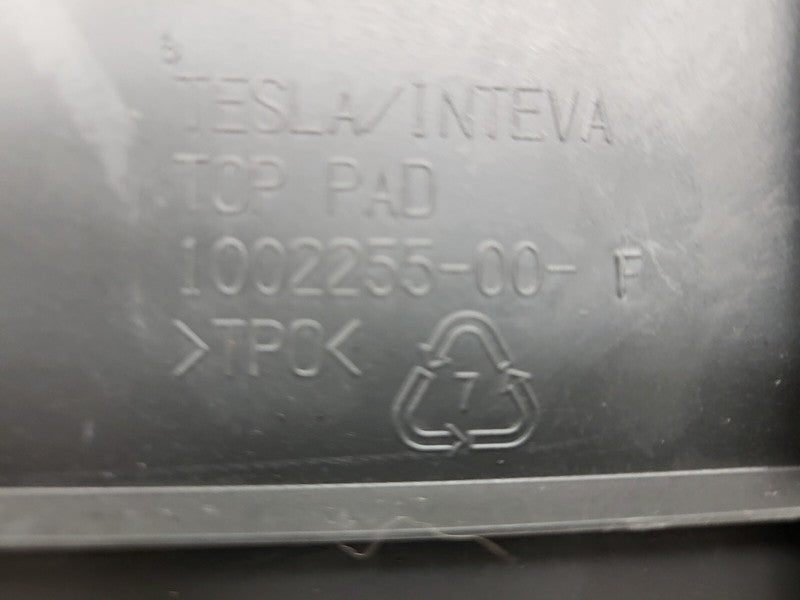 TESLA/INTEVA
TOP PAD
1002255-00- F
>TPO<
7